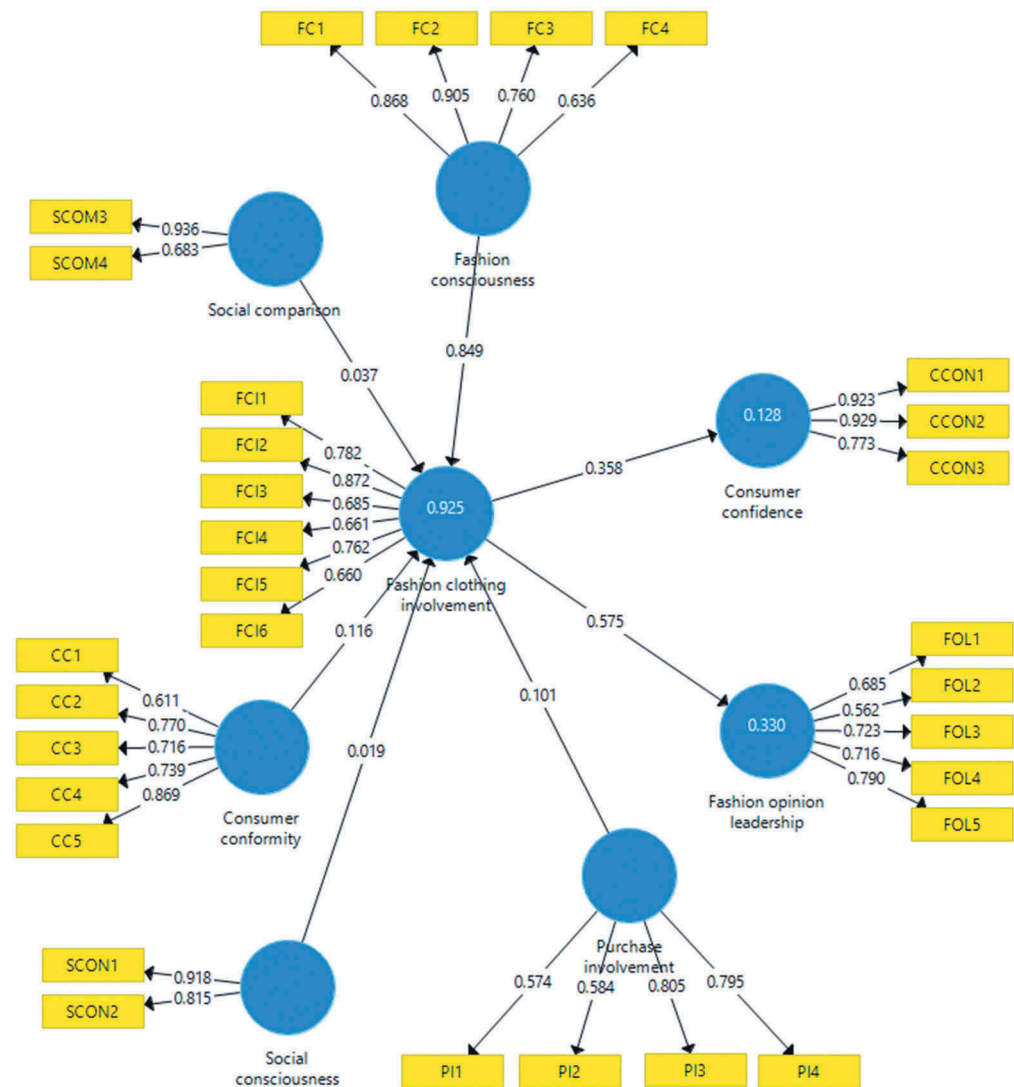 FC1 FC2 FC3 FC4
0.868 0.905 0.760 0.636
SCOM3
SCOM4
0.936
0.683
Social comparison
Fashion
consciousness
0.037
0.849
FCI1
FCI2
FCI3
FCI4
FCI5
FCI6
0.782
0.872
0.685
0.661
0.762
0.660
0.925
Fashion clothing
involvement
0.358
0.128
Consumer
confidence
0.923
0.929
0.773
CCON1
CCON2
CCON3
0.575
0.330
Fashion opinion
leadership
0.685
0.562
0.723
0.716
0.790
FOL1
FOL2
FOL3
FOL4
FOL5
CC1
CC2
CC3
CC4
CC5
0.611
0.770
0.716
0.739
0.869
Consumer
conformity
0.116
0.019
0.101
SCON1
SCON2
0.918
0.815
Social
consciousness
Purchase
involvement
0.574 0.584 0.805 0.795
PI1 PI2 PI3 PI4